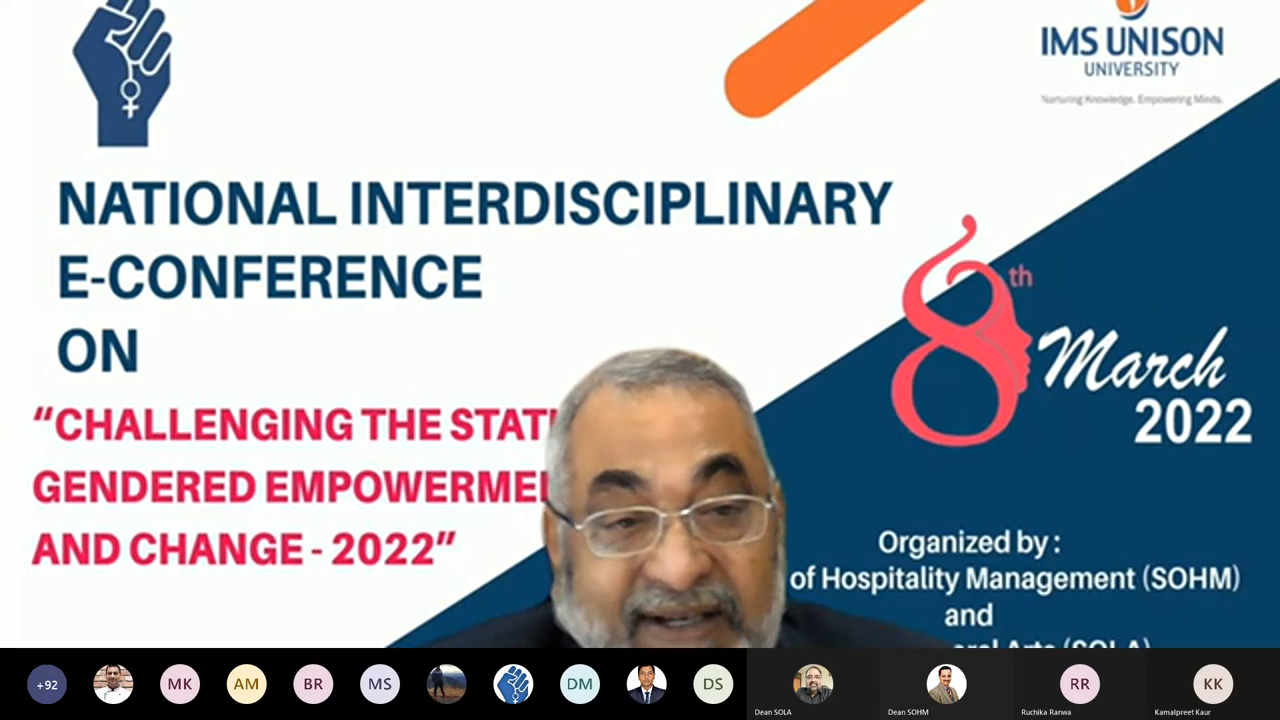 IMS UNISON
UNIVERSITY
Nurturing Knowledge. Empowering Minds.
NATIONAL INTERDISCIPLINARY
E-CONFERENCE
ON
“CHALLENGING THE
GENDERED
AND CHANGE - 2022”
8th
March
2022
Organized by :
of Hospitality Management (SOHM)
and
Arts (SOLA)
+92
MK
AM
BR
MS
DM
DS
Dean SOLA
Dean SOHM
RR
Ruchika Ranwa
KK
Kamalpreet Kaur